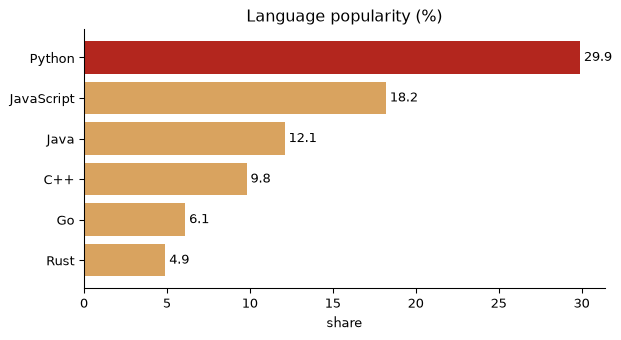 Language popularity (%)
Python 29.9
JavaScript 18.2
Java 12.1
C++ 9.8
Go 6.1
Rust 4.9
0 5 10 15 20 25 30
share